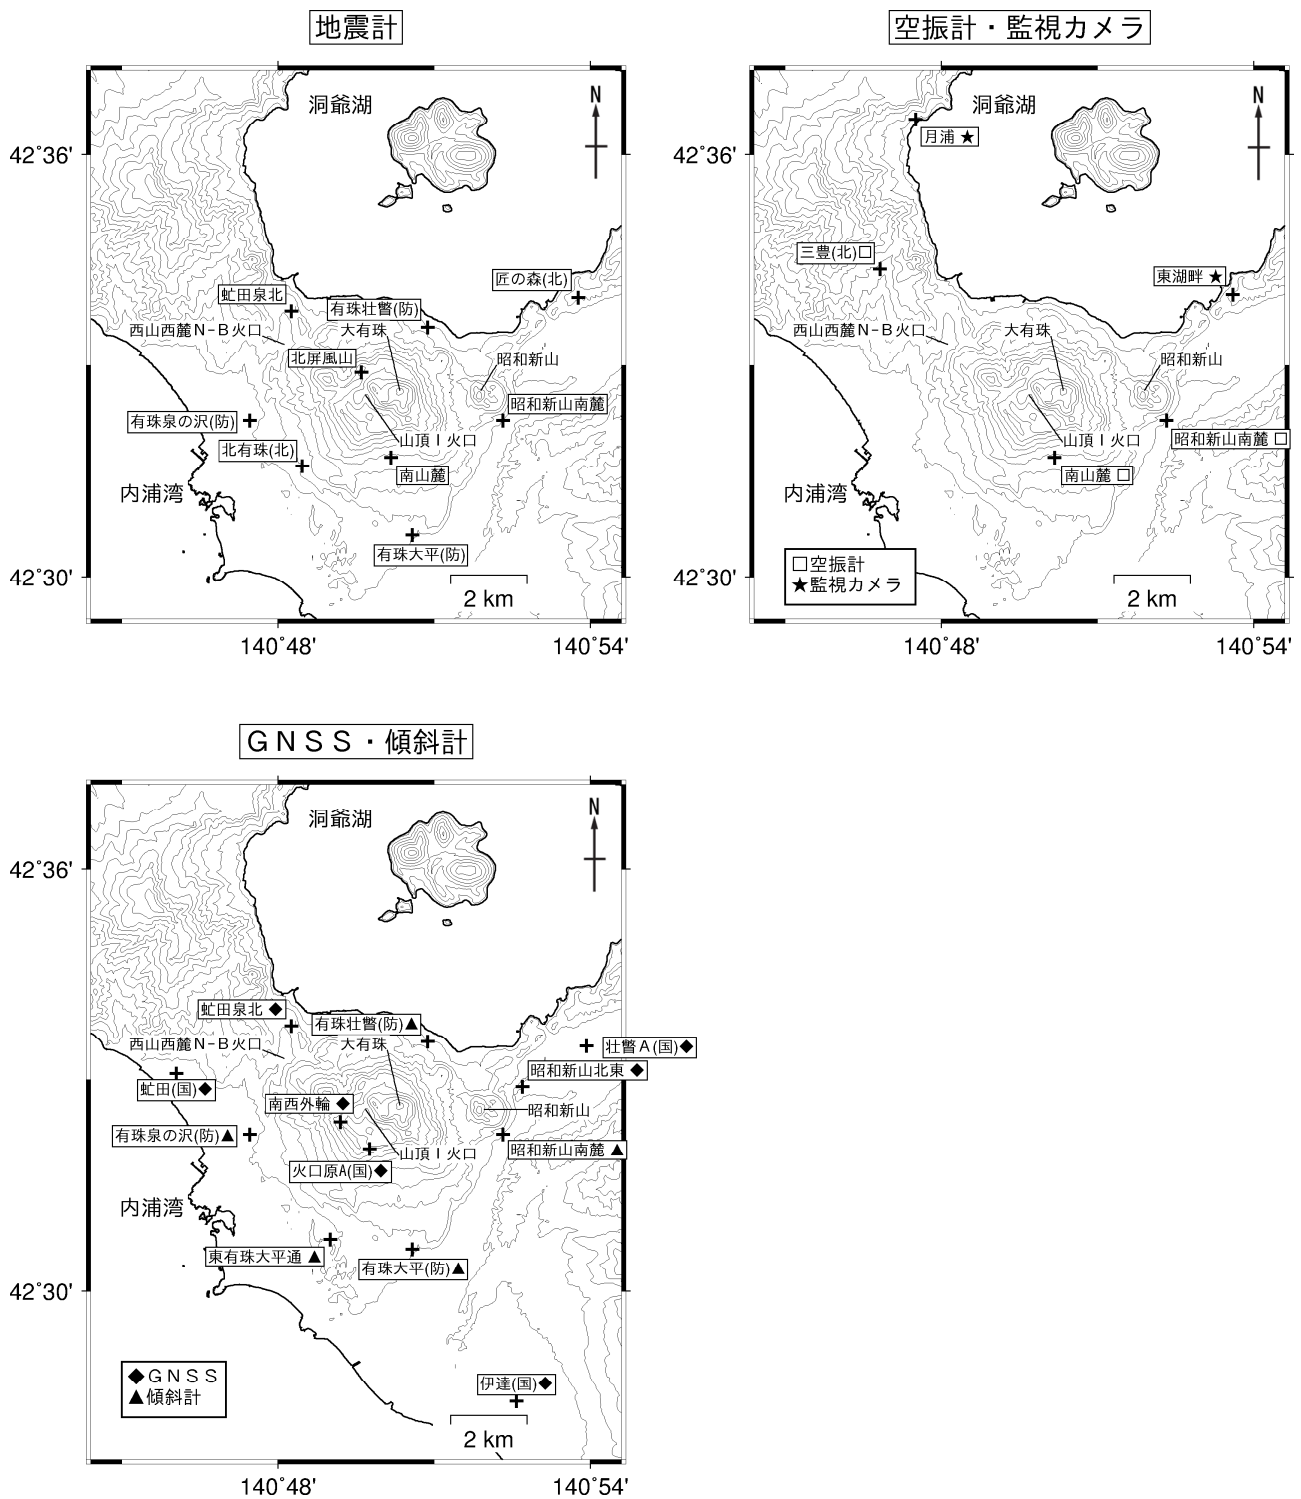 地震計
洞爺湖
N
42˚36'
匠の森(北)
虻田泉北
有珠壮瞥(防)
西山西麓N-B火口
大有珠
北屏風山
昭和新山
昭和新山南麓
有珠泉の沢(防)
山頂Ｉ火口
北有珠(北)
南山麓
内浦湾
有珠大平(防)
42˚30'
2 km
140˚48'
140˚54'
空振計・監視カメラ
洞爺湖
N
月浦 ★
42˚36'
三豊(北)□
東湖畔 ★
西山西麓N-B火口
大有珠
昭和新山
山頂Ｉ火口
昭和新山南麓 □
南山麓 □
内浦湾
□空振計
★監視カメラ
42˚30'
2 km
140˚48'
140˚54'
ＧＮＳＳ・傾斜計
洞爺湖
N
42˚36'
虻田泉北 ◆
有珠壮瞥(防)▲
西山西麓N-B火口
大有珠
壮瞥Ａ(国)◆
昭和新山北東 ◆
虻田(国)◆
南西外輪 ◆
昭和新山
有珠泉の沢(防)▲
山頂Ｉ火口
昭和新山南麓 ▲
火口原A(国)◆
内浦湾
東有珠大平通 ▲
有珠大平(防)▲
42˚30'
◆ＧＮＳＳ
▲傾斜計
伊達(国)◆
2 km
140˚48'
140˚54'